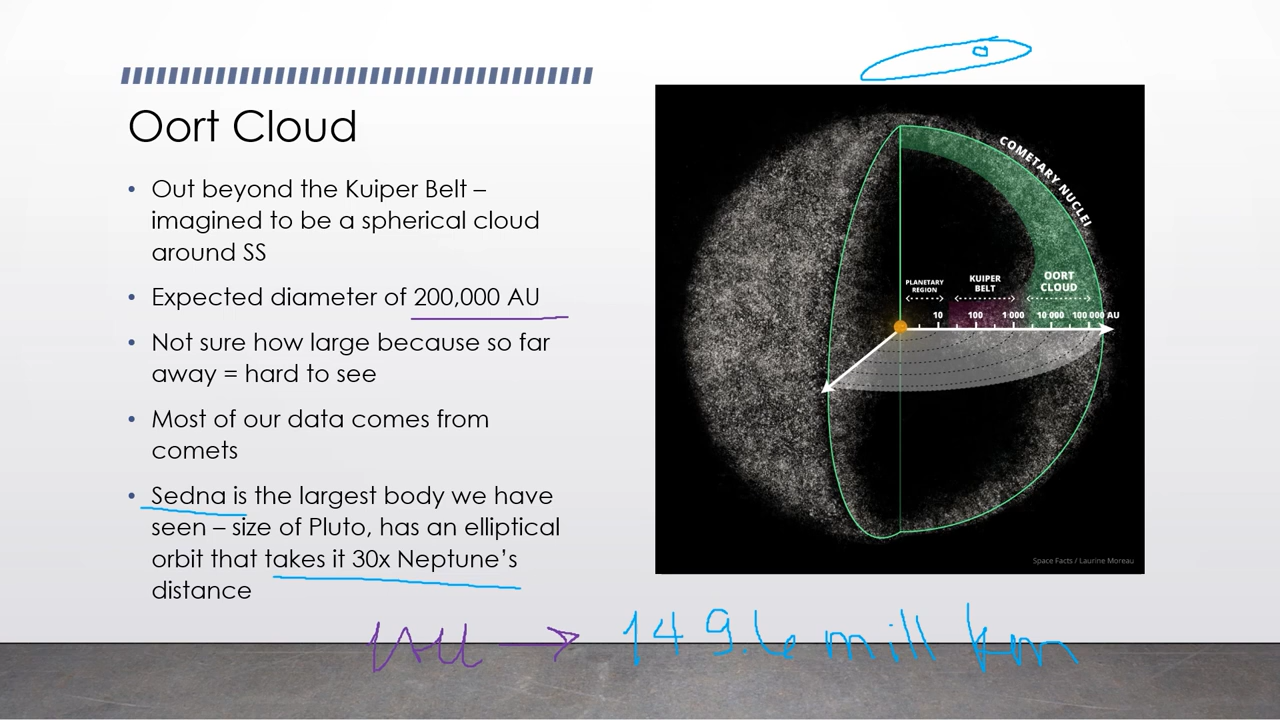 Oort Cloud
• Out beyond the Kuiper Belt –
imagined to be a spherical cloud
around SS
• Expected diameter of 200,000 AU
• Not sure how large because so far
away = hard to see
• Most of our data comes from
comets
• Sedna is the largest body we have
seen – size of Pluto, has an elliptical
orbit that takes it 30x Neptune's
distance
COMETARY NUCLEI
PLANETARY
REGION
KUIPER
BELT
OORT
CLOUD
10 100 1 000 10 000 100 000 AU
Space Facts / Laurine Moreau
1AU → 149.6 mill km